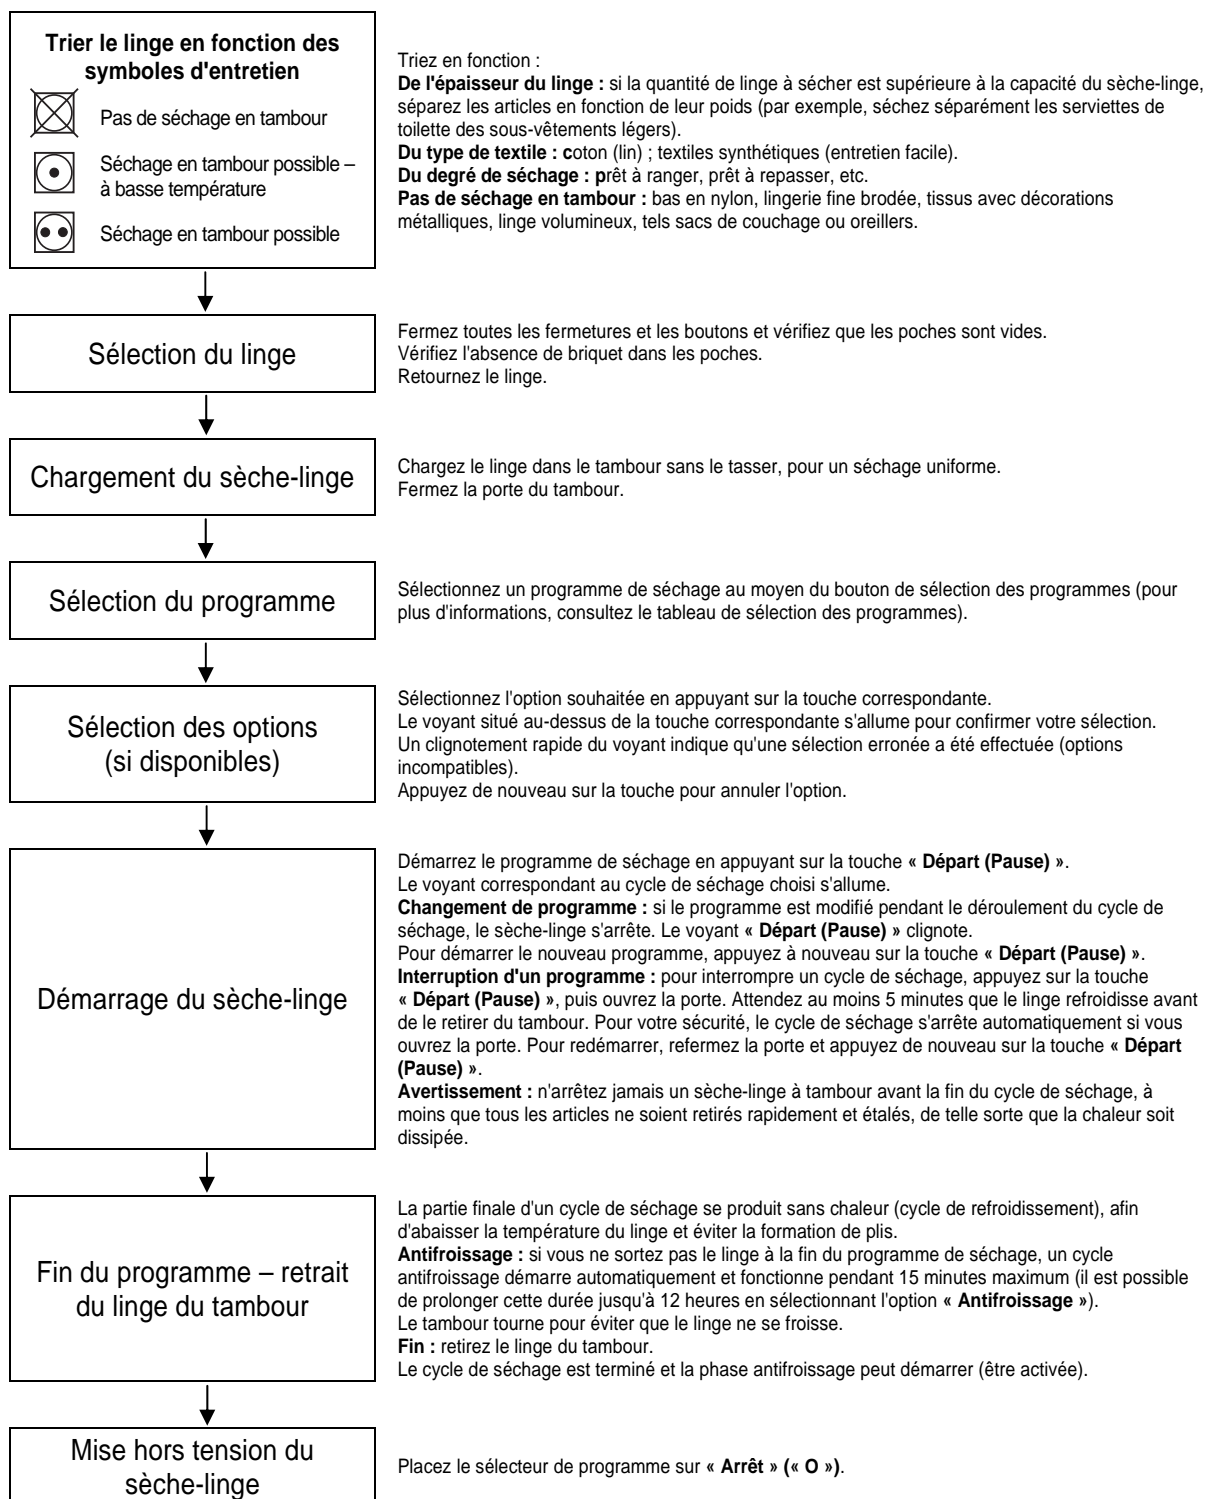 Trier le linge en fonction des
symboles d'entretien
Pas de séchage en tambour
Séchage en tambour possible –
à basse température
Séchage en tambour possible
Triez en fonction :
De l'épaisseur du linge : si la quantité de linge à sécher est supérieure à la capacité du sèche-linge,
séparez les articles en fonction de leur poids (par exemple, séchez séparément les serviettes de
toilette des sous-vêtements légers).
Du type de textile : coton (lin) ; textiles synthétiques (entretien facile).
Du degré de séchage : prêt à ranger, prêt à repasser, etc.
Pas de séchage en tambour : bas en nylon, lingerie fine brodée, tissus avec décorations
métalliques, linge volumineux, tels sacs de couchage ou oreillers.
Sélection du linge
Fermez toutes les fermetures et les boutons et vérifiez que les poches sont vides.
Vérifiez l'absence de briquet dans les poches.
Retournez le linge.
Chargement du sèche-linge
Chargez le linge dans le tambour sans le tasser, pour un séchage uniforme.
Fermez la porte du tambour.
Sélection du programme
Sélectionnez un programme de séchage au moyen du bouton de sélection des programmes (pour
plus d'informations, consultez le tableau de sélection des programmes).
Sélection des options
(si disponibles)
Sélectionnez l'option souhaitée en appuyant sur la touche correspondante.
Le voyant situé au-dessus de la touche correspondante s'allume pour confirmer votre sélection.
Un clignotement rapide du voyant indique qu'une sélection erronée a été effectuée (options
incompatibles).
Appuyez de nouveau sur la touche pour annuler l'option.
Démarrage du sèche-linge
Démarrez le programme de séchage en appuyant sur la touche « Départ (Pause) ».
Le voyant correspondant au cycle de séchage choisi s'allume.
Changement de programme : si le programme est modifié pendant le déroulement du cycle de
séchage, le sèche-linge s'arrête. Le voyant « Départ (Pause) » clignote.
Pour démarrer le nouveau programme, appuyez à nouveau sur la touche « Départ (Pause) ».
Interruption d'un programme : pour interrompre un cycle de séchage, appuyez sur la touche
« Départ (Pause) », puis ouvrez la porte. Attendez au moins 5 minutes que le linge refroidisse avant
de le retirer du tambour. Pour votre sécurité, le cycle de séchage s'arrête automatiquement si vous
ouvrez la porte. Pour redémarrer, refermez la porte et appuyez de nouveau sur la touche « Départ
(Pause) ».
Avertissement : n'arrêtez jamais un sèche-linge à tambour avant la fin du cycle de séchage, à
moins que tous les articles ne soient retirés rapidement et étalés, de telle sorte que la chaleur soit
dissipée.
Fin du programme – retrait
du linge du tambour
La partie finale d'un cycle de séchage se produit sans chaleur (cycle de refroidissement), afin
d'abaisser la température du linge et éviter la formation de plis.
Antifroissage : si vous ne sortez pas le linge à la fin du programme de séchage, un cycle
antifroissage démarre automatiquement et fonctionne pendant 15 minutes maximum (il est possible
de prolonger cette durée jusqu'à 12 heures en sélectionnant l'option « Antifroissage »).
Le tambour tourne pour éviter que le linge ne se froisse.
Fin : retirez le linge du tambour.
Le cycle de séchage est terminé et la phase antifroissage peut démarrer (être activée).
Mise hors tension du
sèche-linge
Placez le sélecteur de programme sur « Arrêt » (« O »).